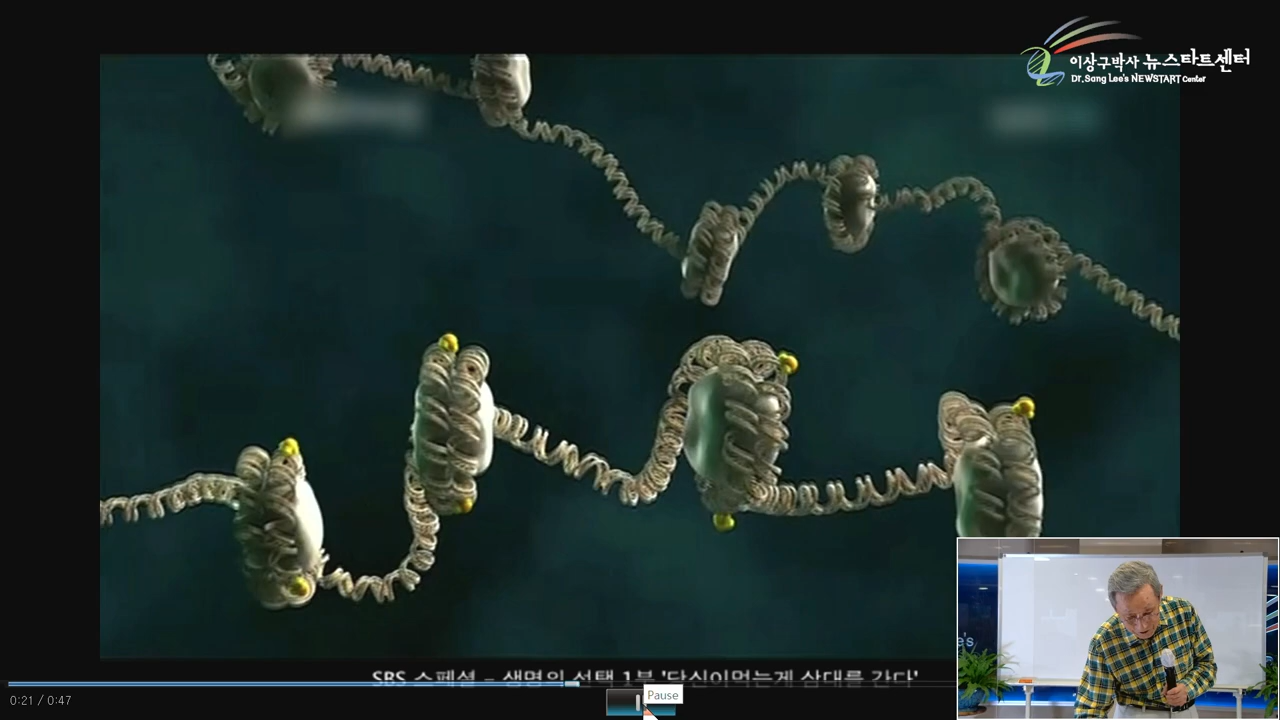 이상구박사 뉴스타트센터
Dr. Sang Lee's NEWSTART Center
e's
SBS 스페셜 - 생명의 선택 1부 '당신이먹는게 삼대를 간다'
Pause
0:21 / 0:47